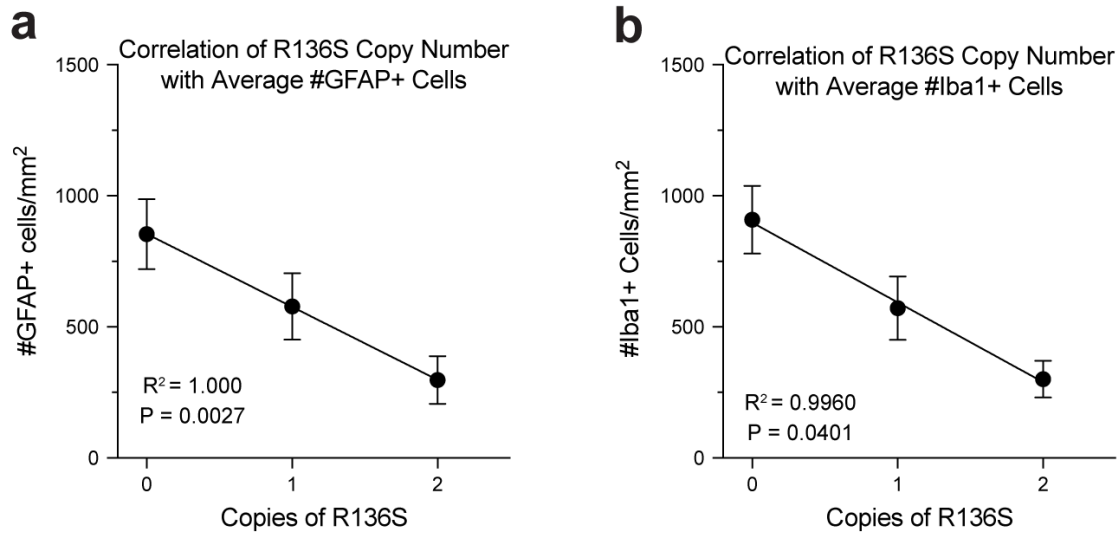 a
Correlation of R136S Copy Number
with Average #GFAP+ Cells
#GFAP+ cells/mm²
1500
1000
500
0
R² = 1.000
P = 0.0027
0 1 2
Copies of R136S
b
Correlation of R136S Copy Number
with Average #Iba1+ Cells
#Iba1+ Cells/mm²
1500
1000
500
0
R² = 0.9960
P = 0.0401
0 1 2
Copies of R136S